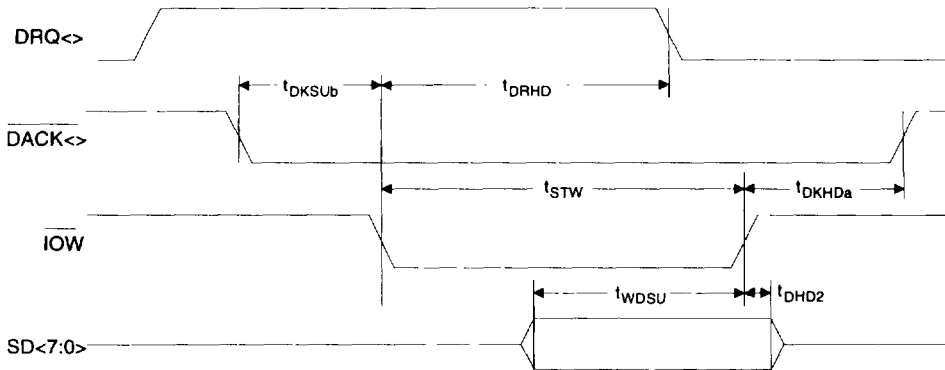 DRQ<>
tDKSUb
tDRHD
DACK<>
tSTW
tDKHDa
IOW
tWDSU
tDHD2
SD<7:0>